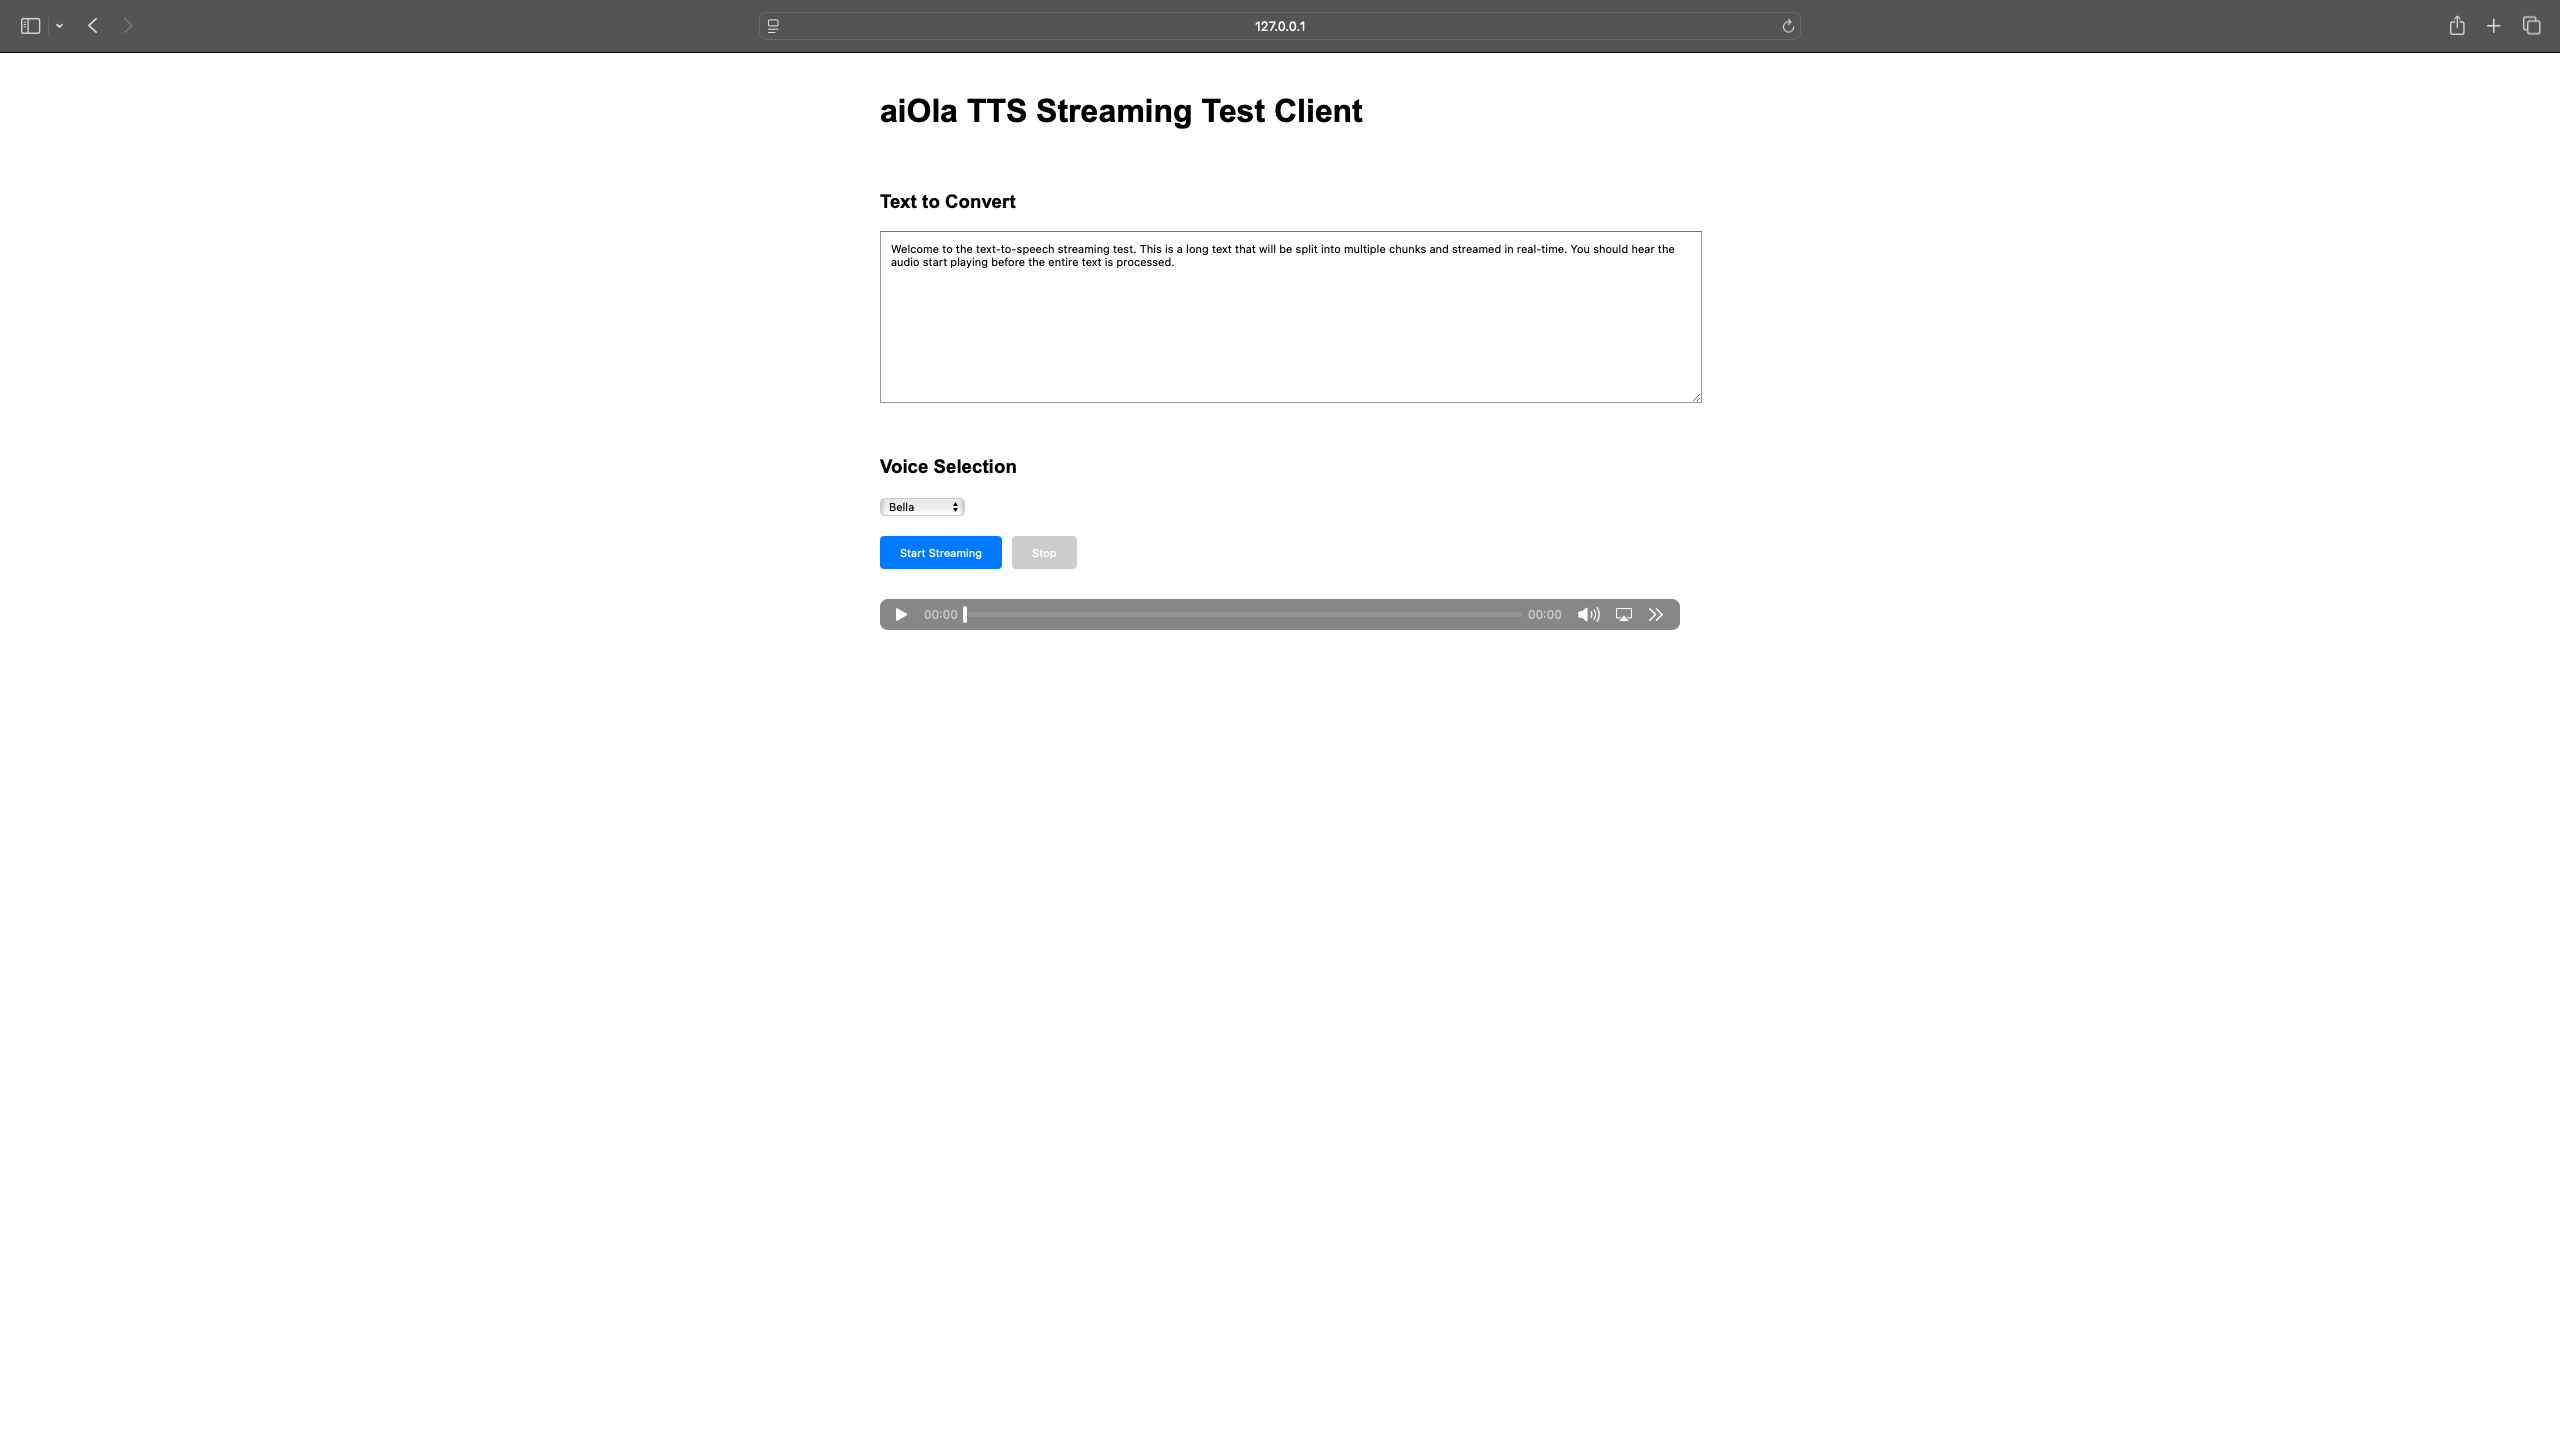 127.0.0.1
aiOla TTS Streaming Test Client
Text to Convert
Welcome to the text-to-speech streaming test. This is a long text that will be split into multiple chunks and streamed in real-time. You should hear the
audio start playing before the entire text is processed.
Voice Selection
Bella
Start Streaming Stop
00:00 00:00